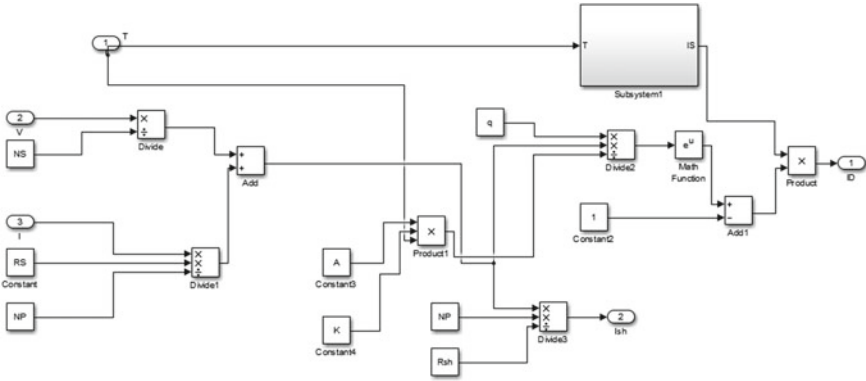 1
T
T
IS
Subsystem1
2
V
×
÷
Divide
NS
+
+
Add
q
×
×
÷
Divide2
e^u
Math
Function
×
Product
1
ID
3
I
RS
Constant
×
×
÷
Divide1
NP
A
Constant3
×
Product1
1
Constant2
+
−
Add1
K
Constant4
NP
×
×
÷
Divide3
2
Ish
Rsh